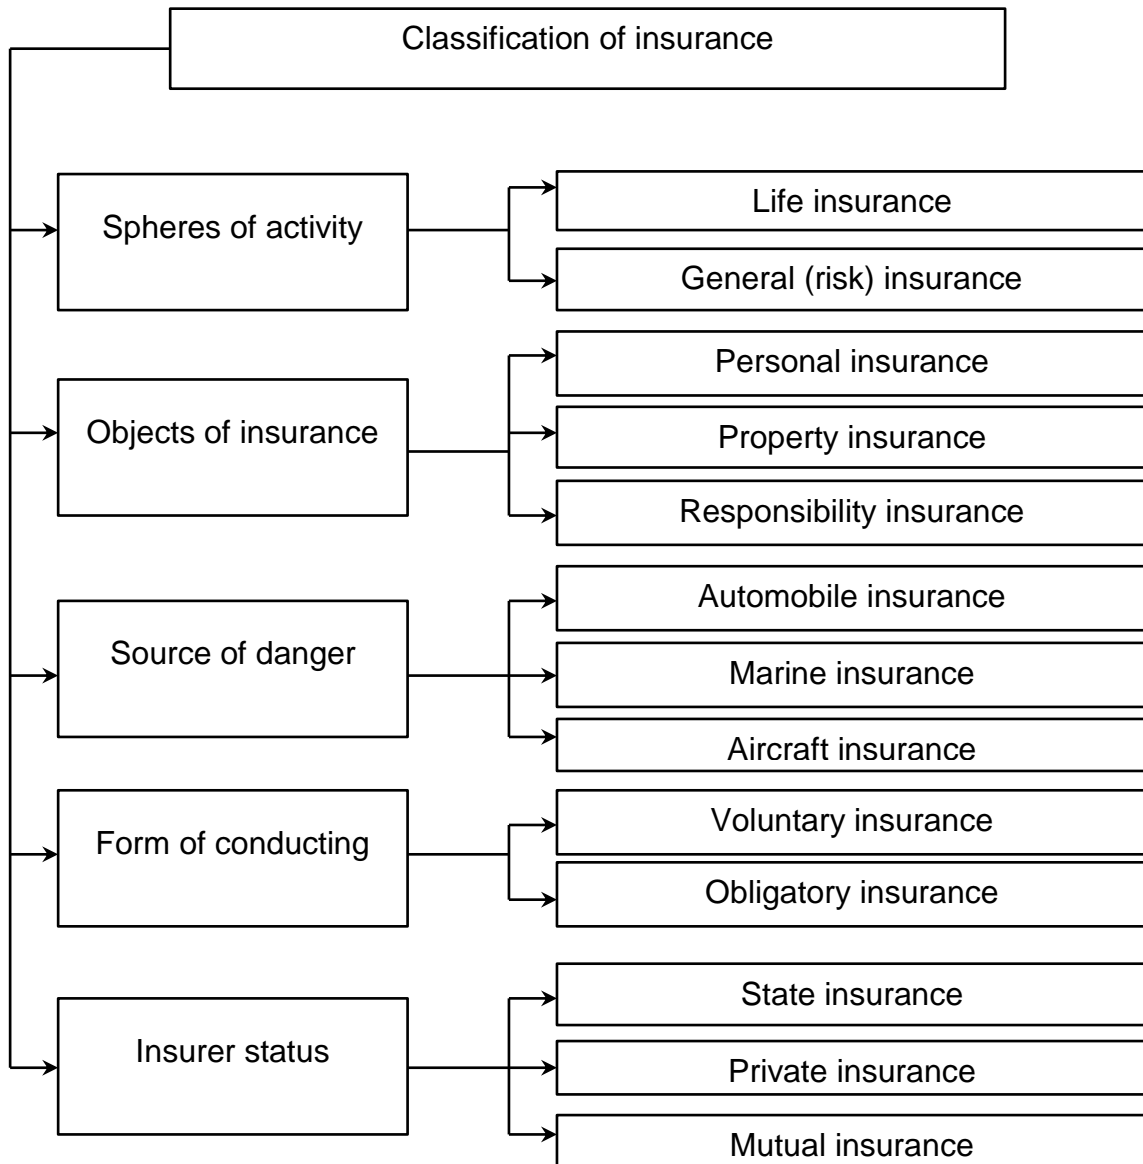 Classification of insurance
Spheres of activity
Life insurance
General (risk) insurance
Objects of insurance
Personal insurance
Property insurance
Responsibility insurance
Source of danger
Automobile insurance
Marine insurance
Aircraft insurance
Form of conducting
Voluntary insurance
Obligatory insurance
Insurer status
State insurance
Private insurance
Mutual insurance